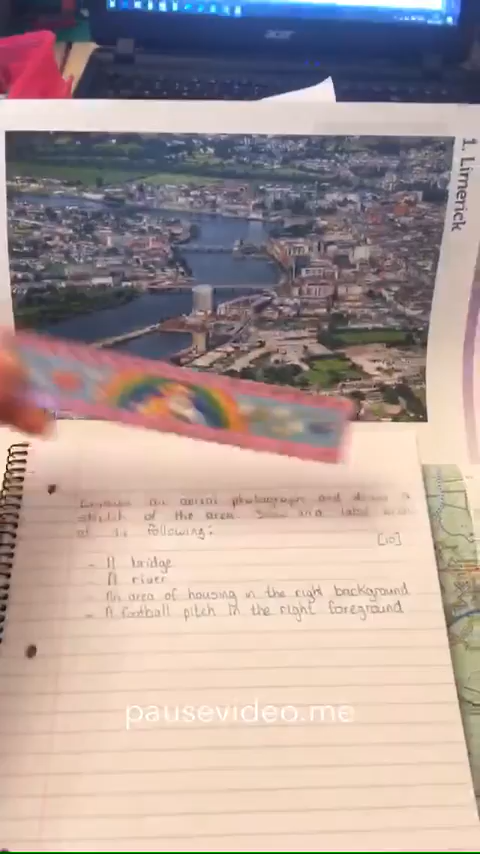 acer
1. Limerick
Examine an aerial photograph and draw a
sketch of the area. Show and label each
of the following:
[10]
- A bridge
A river
- An area of housing in the right background
- A football pitch in the right foreground
pausevideo.me